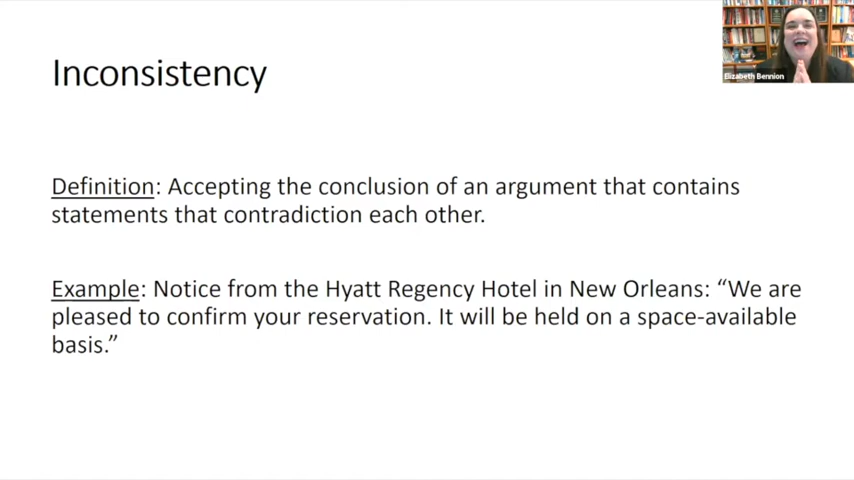 Inconsistency
Elizabeth Bennion
Definition: Accepting the conclusion of an argument that contains
statements that contradiction each other.
Example: Notice from the Hyatt Regency Hotel in New Orleans: “We are
pleased to confirm your reservation. It will be held on a space-available
basis.”